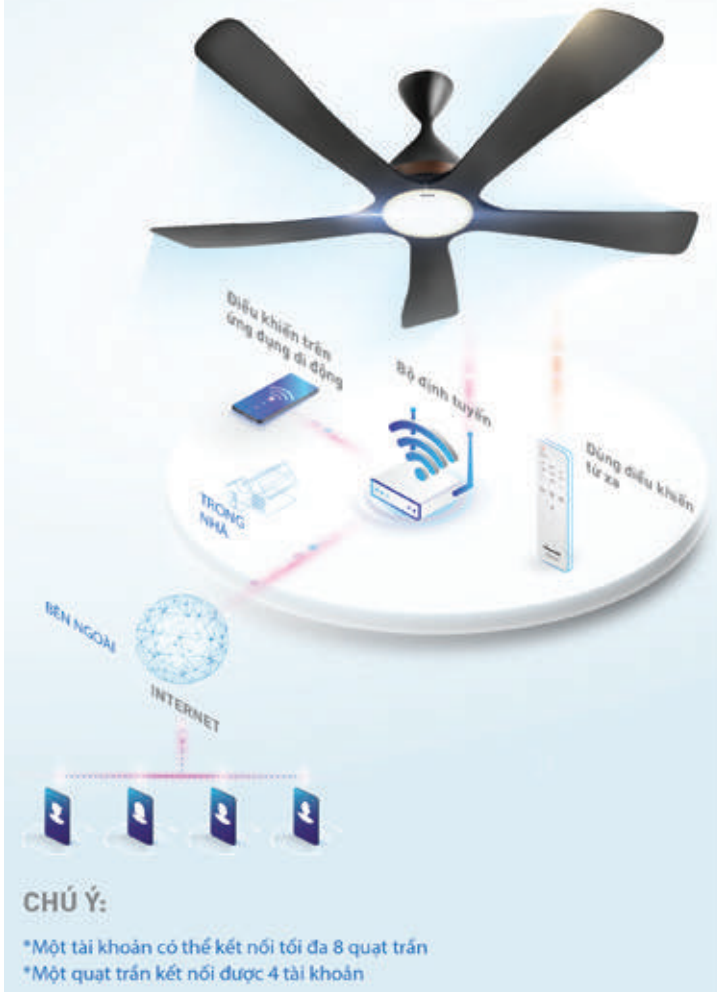 Điều khiển trên
ứng dụng di động
Bộ định tuyến
Dùng điều khiển
từ xa
TRONG
NHÀ
BÊN NGOÀI
INTERNET
CHÚ Ý:
*Một tài khoản có thể kết nối tối đa 8 quạt trần
*Một quạt trần kết nối được 4 tài khoản